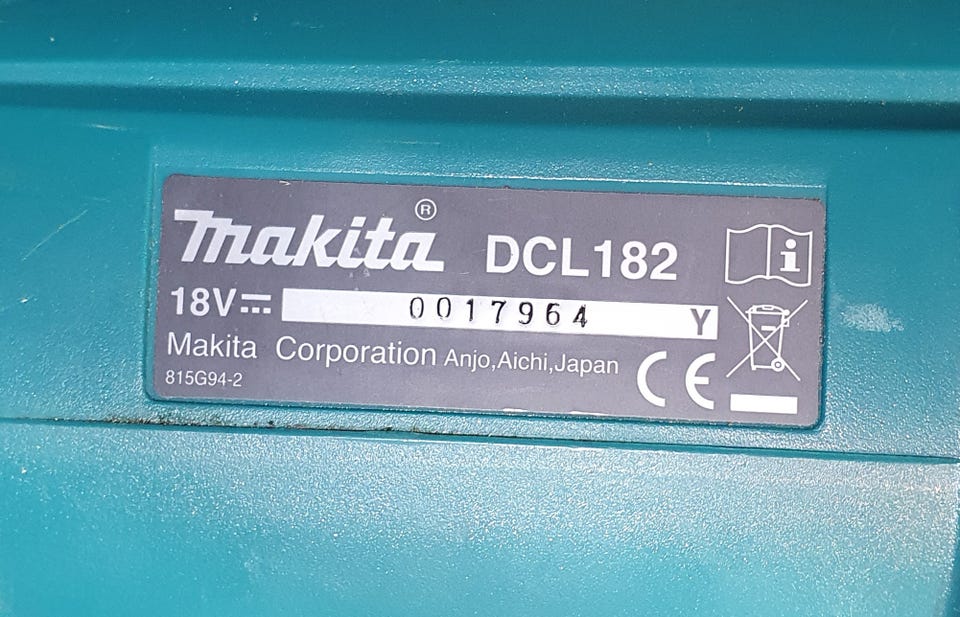 makita® DCL182
18V⎓ 0017964 Y
Makita Corporation Anjo,Aichi,Japan
815G94-2
CE
i